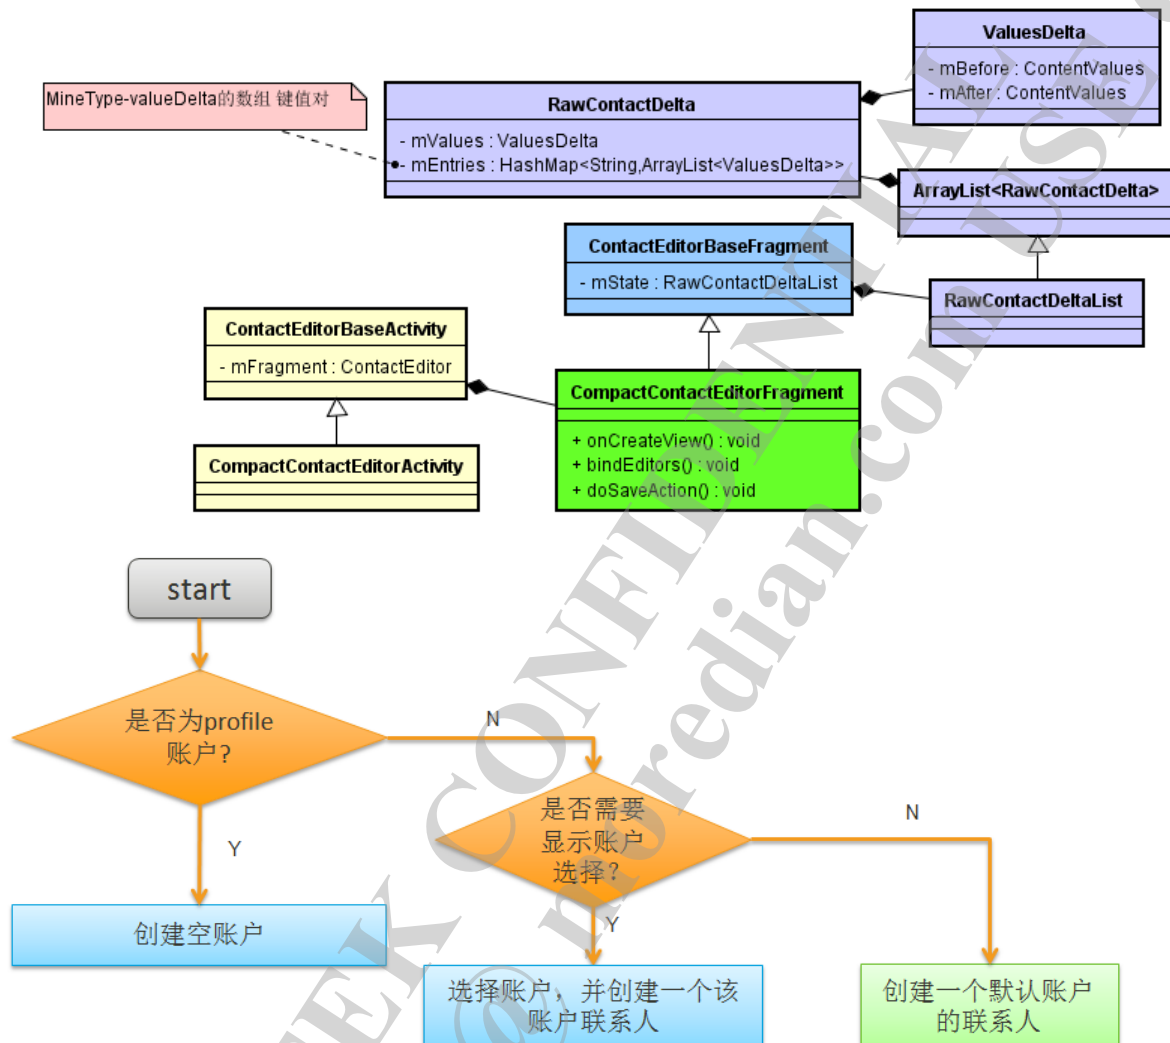 ValuesDelta
- mBefore : ContentValues
- mAfter : ContentValues
MineType-valueDelta的数组 键值对
RawContactDelta
- mValues : ValuesDelta
- mEntries : HashMap<String,ArrayList<ValuesDelta>>
ArrayList<RawContactDelta>
ContactEditorBaseFragment
- mState : RawContactDeltaList
RawContactDeltaList
ContactEditorBaseActivity
- mFragment : ContactEditor
CompactContactEditorFragment
+ onCreateView() : void
+ bindEditors() : void
+ doSaveAction() : void
CompactContactEditorActivity
start
是否为profile
账户?
N
是否需要
显示账户
选择?
N
Y
创建空账户
Y
选择账户，并创建一个该
账户联系人
创建一个默认账户
的联系人
EK CONFIDENTIAL
@ moredian.com USE